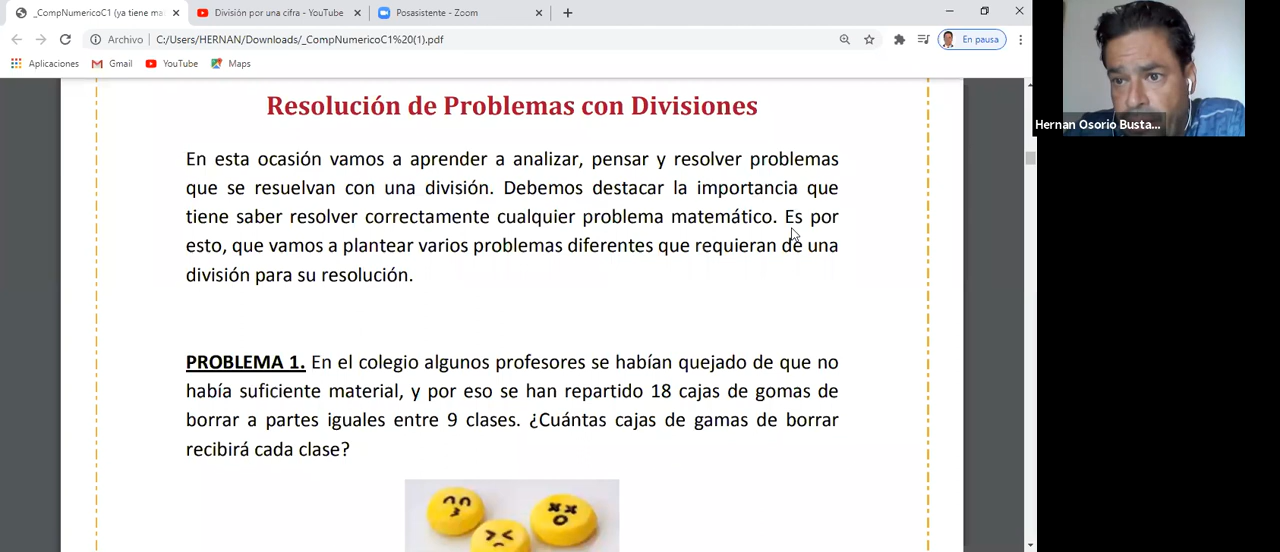 _CompNumericoC1 (ya tiene ma
División por una cifra - YouTube
Posasistente - Zoom
Archivo
C:/Users/HERNAN/Downloads/_CompNumericoC1%20(1).pdf
En pausa
Aplicaciones
Gmail
YouTube
Maps
Hernan Osorio Busta...
Resolución de Problemas con Divisiones
En esta ocasión vamos a aprender a analizar, pensar y resolver problemas
que se resuelvan con una división. Debemos destacar la importancia que
tiene saber resolver correctamente cualquier problema matemático. Es por
esto, que vamos a plantear varios problemas diferentes que requieran de una
división para su resolución.
PROBLEMA 1. En el colegio algunos profesores se habían quejado de que no
había suficiente material, y por eso se han repartido 18 cajas de gomas de
borrar a partes iguales entre 9 clases. ¿Cuántas cajas de gamas de borrar
recibirá cada clase?